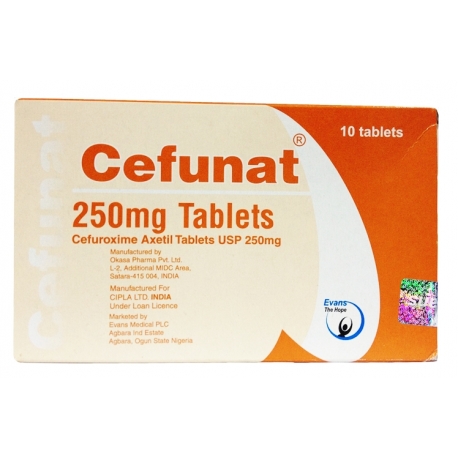 Cefunat
10 tablets
Cefunat®
250mg Tablets
Cefuroxime Axetil Tablets USP 250mg
Manufactured by
Okasa Pharma Pvt. Ltd.
L-2, Additional MIDC Area,
Satara-415 004, INDIA
Manufactured For
CIPLA LTD. INDIA
Under Loan Licence
Marketed by
Evans Medical PLC
Agbara Ind Estate
Agbara, Ogun State Nigeria
Evans
The Hope